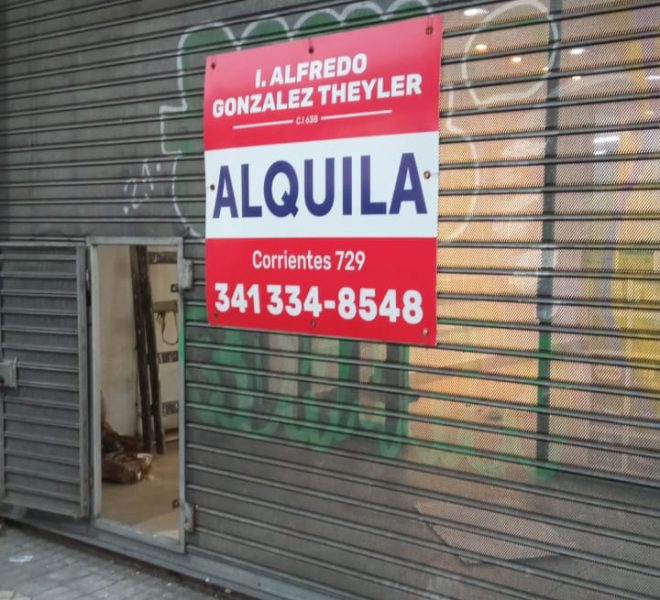 I. ALFREDO
GONZALEZ THEYLER
C.I 638
ALQUILA
Corrientes 729
341 334-8548